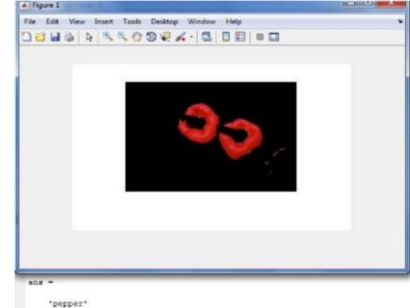 Figure 1
File Edit View Insert Tools Desktop Window Help
ans =
'pepper'